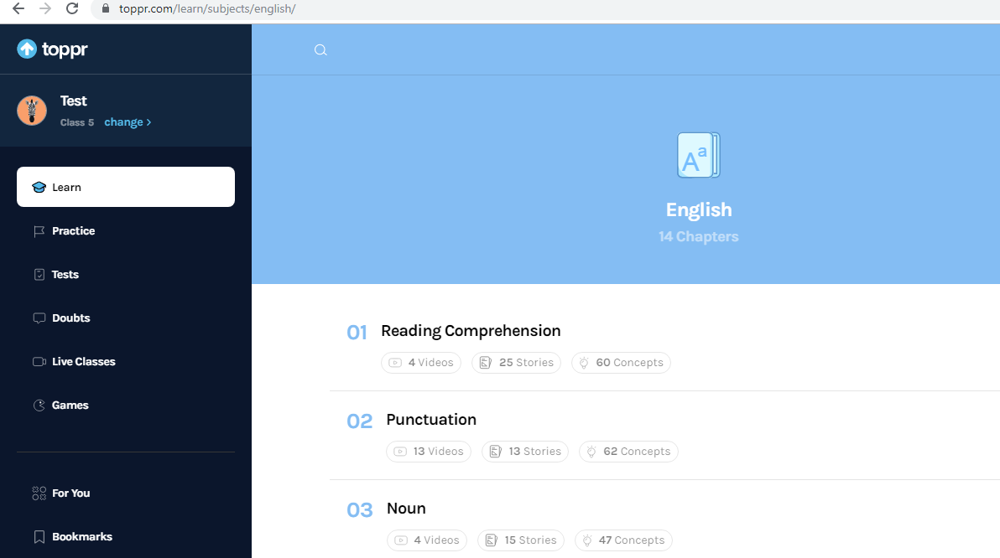 toppr.com/learn/subjects/english/
toppr
Test
Class 5 change >
Learn
Practice
Tests
Doubts
Live Classes
Games
For You
Bookmarks
Aa
English
14 Chapters
01 Reading Comprehension
4 Videos 25 Stories 60 Concepts
02 Punctuation
13 Videos 13 Stories 62 Concepts
03 Noun
4 Videos 15 Stories 47 Concepts